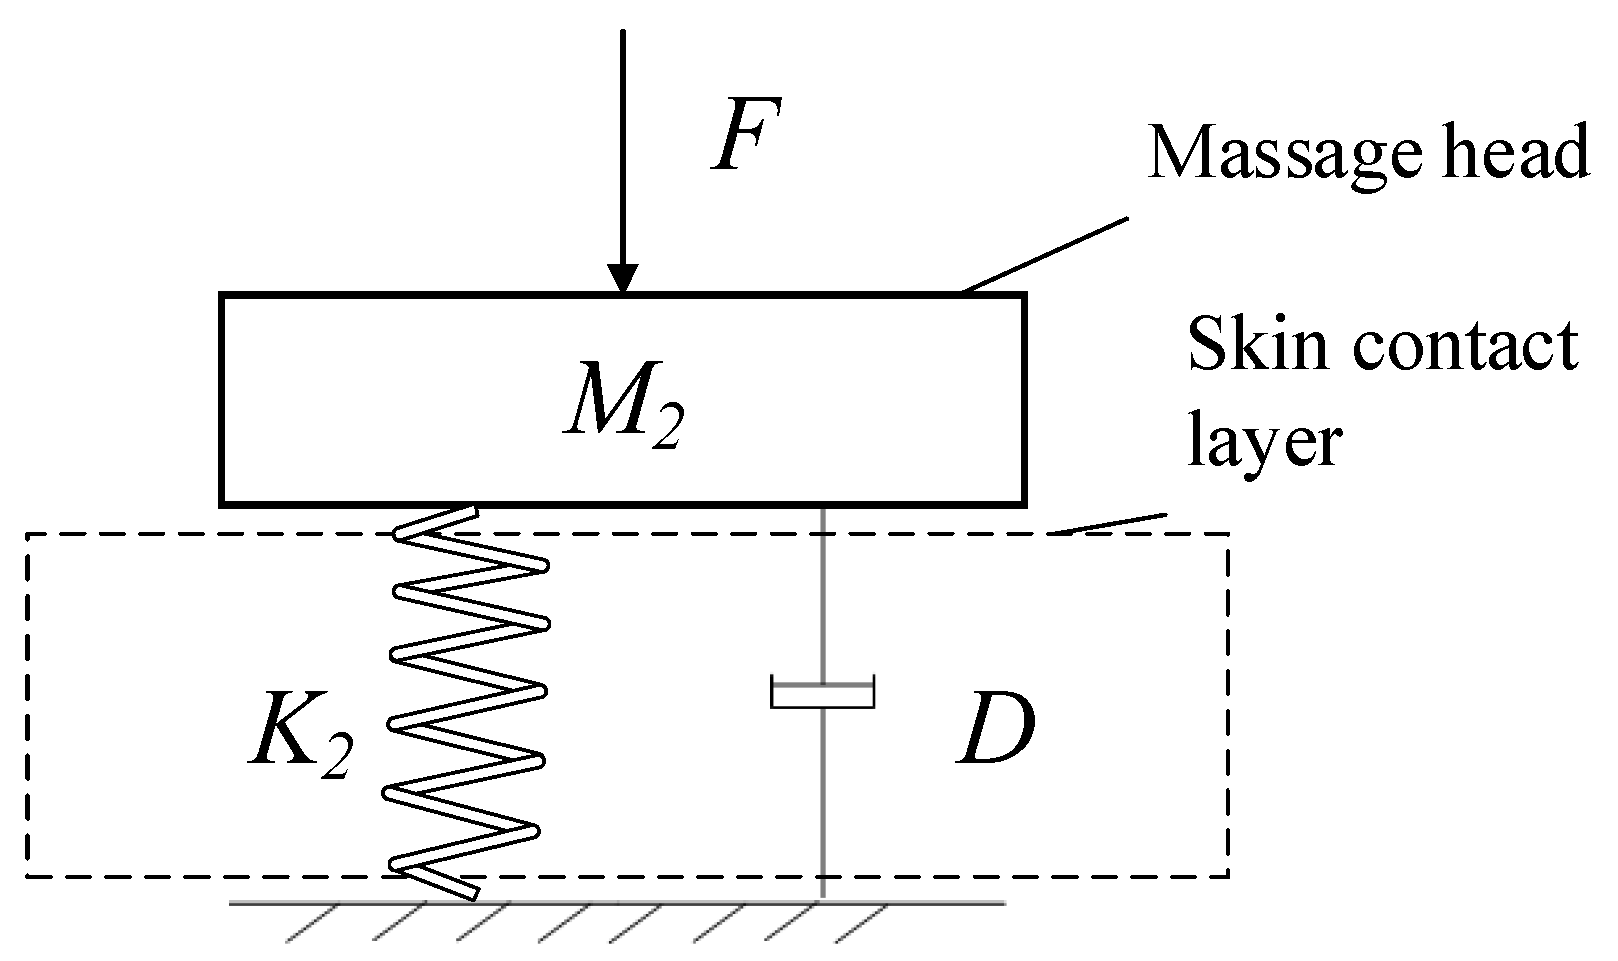 F
Massage head
Skin contact
layer
M₂
K₂
D